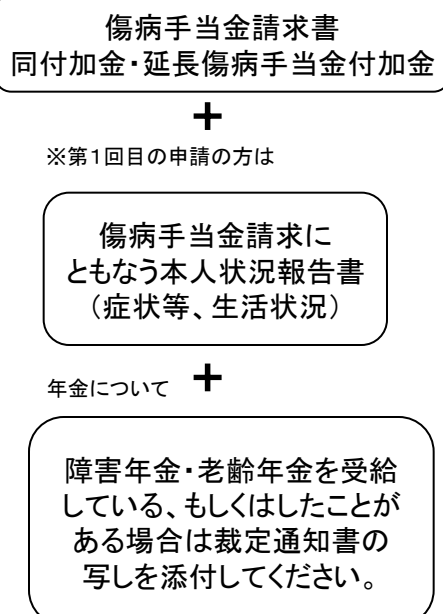 傷病手当金請求書
同付加金・延長傷病手当金付加金
＋
※第1回目の申請の方は
傷病手当金請求に
ともなう本人状況報告書
（症状等、生活状況）
年金について ＋
障害年金・老齢年金を受給
している、もしくはしたことが
ある場合は裁定通知書の
写しを添付してください。